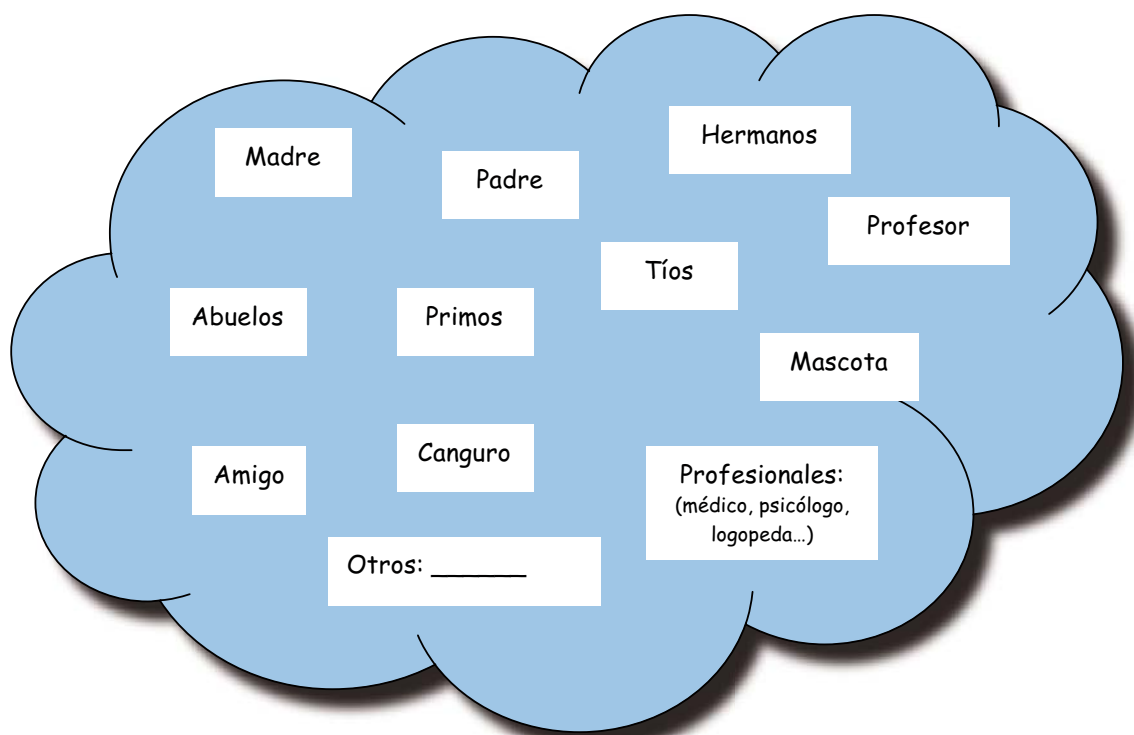 Madre
Padre
Hermanos
Profesor
Tíos
Abuelos
Primos
Mascota
Amigo
Canguro
Profesionales:
(médico, psicólogo,
logopeda…)
Otros: ______